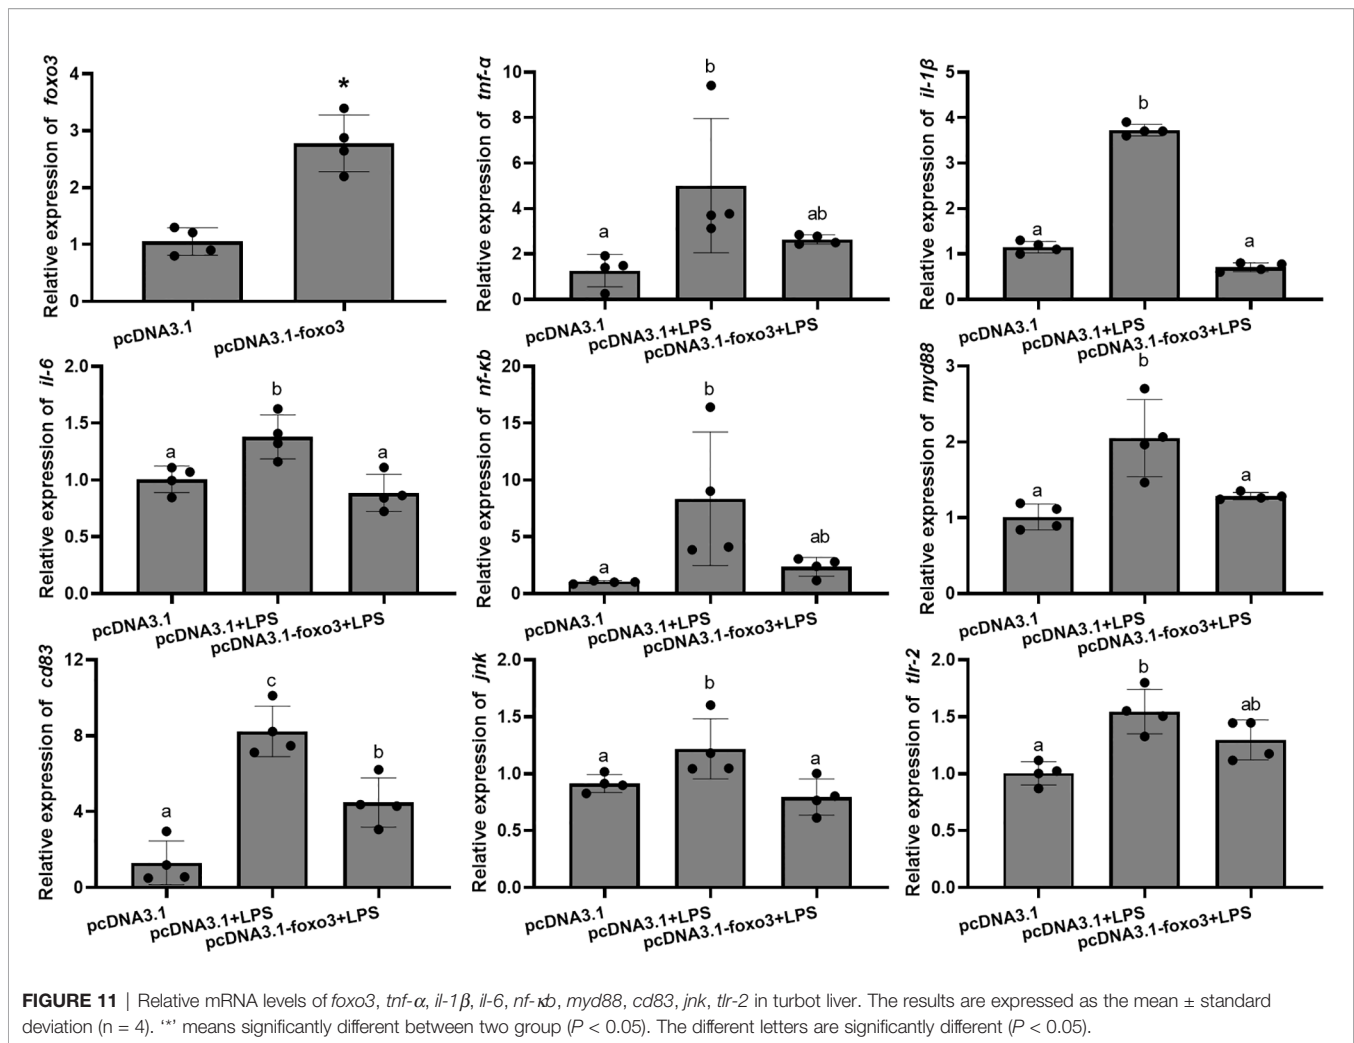 Relative expression of foxo3
4
3
2
1
0
*
pcDNA3.1
pcDNA3.1-foxo3
Relative expression of tnf-α
10
8
6
4
2
0
a
b
ab
pcDNA3.1
pcDNA3.1+LPS
pcDNA3.1-foxo3+LPS
Relative expression of il-1β
5
4
3
2
1
0
a
b
a
pcDNA3.1
pcDNA3.1+LPS
pcDNA3.1-foxo3+LPS
Relative expression of il-6
2.0
1.5
1.0
0.5
0.0
a
b
a
pcDNA3.1
pcDNA3.1+LPS
pcDNA3.1-foxo3+LPS
Relative expression of nf-κb
20
15
10
5
0
a
b
ab
pcDNA3.1
pcDNA3.1+LPS
pcDNA3.1-foxo3+LPS
Relative expression of myd88
3
2
1
0
a
b
a
pcDNA3.1
pcDNA3.1+LPS
pcDNA3.1-foxo3+LPS
Relative expression of cd83
12
8
4
0
a
c
b
pcDNA3.1
pcDNA3.1+LPS
pcDNA3.1-foxo3+LPS
Relative expression of jnk
2.0
1.5
1.0
0.5
0.0
a
b
a
pcDNA3.1
pcDNA3.1+LPS
pcDNA3.1-foxo3+LPS
Relative expression of tlr-2
2.0
1.5
1.0
0.5
0.0
a
b
ab
pcDNA3.1
pcDNA3.1+LPS
pcDNA3.1-foxo3+LPS
FIGURE 11 | Relative mRNA levels of foxo3, tnf-α, il-1β, il-6, nf-κb, myd88, cd83, jnk, tlr-2 in turbot liver. The results are expressed as the mean ± standard
deviation (n = 4). ‘*’ means significantly different between two group (P < 0.05). The different letters are significantly different (P < 0.05).